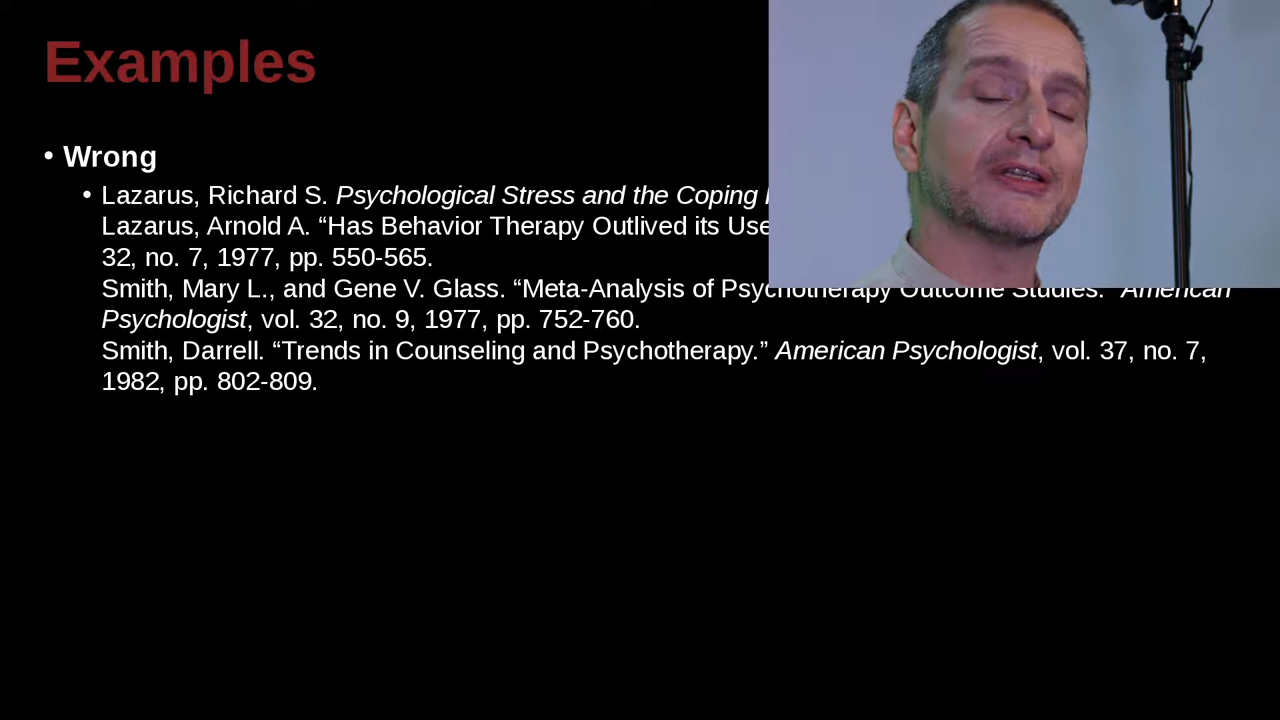 Examples
• Wrong
• Lazarus, Richard S. Psychological Stress and the Coping
Lazarus, Arnold A. “Has Behavior Therapy Outlived its
32, no. 7, 1977, pp. 550-565.
Smith, Mary L., and Gene V. Glass. “Meta-Analysis of Psychotherapy Outcome Studies.” American
Psychologist, vol. 32, no. 9, 1977, pp. 752-760.
Smith, Darrell. “Trends in Counseling and Psychotherapy.” American Psychologist, vol. 37, no. 7,
1982, pp. 802-809.